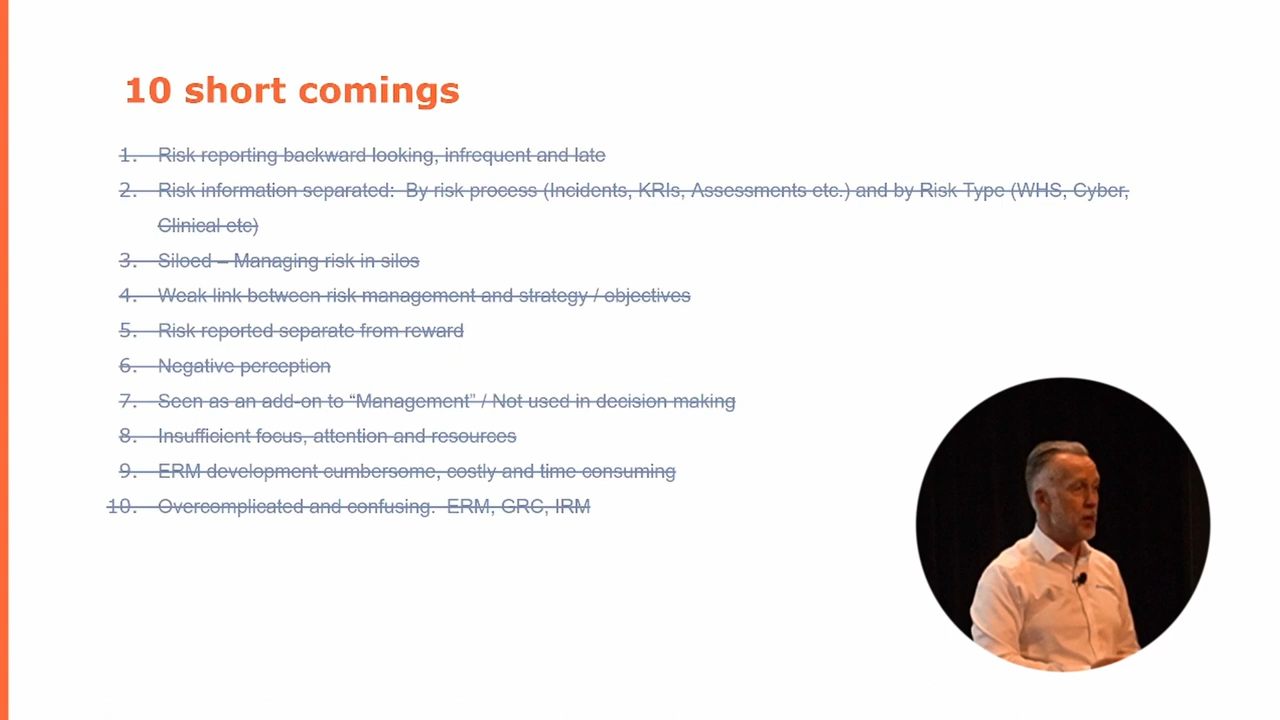 10 short comings
1. Risk reporting backward looking, infrequent and late
2. Risk information separated: By risk process (Incidents, KRIs, Assessments etc.) and by Risk Type (WHS, Cyber,
Clinical etc)
3. Siloed – Managing risk in silos
4. Weak link between risk management and strategy / objectives
5. Risk reported separate from reward
6. Negative perception
7. Seen as an add-on to “Management” / Not used in decision making
8. Insufficient focus, attention and resources
9. ERM development cumbersome, costly and time consuming
10. Overcomplicated and confusing. ERM, GRC, IRM